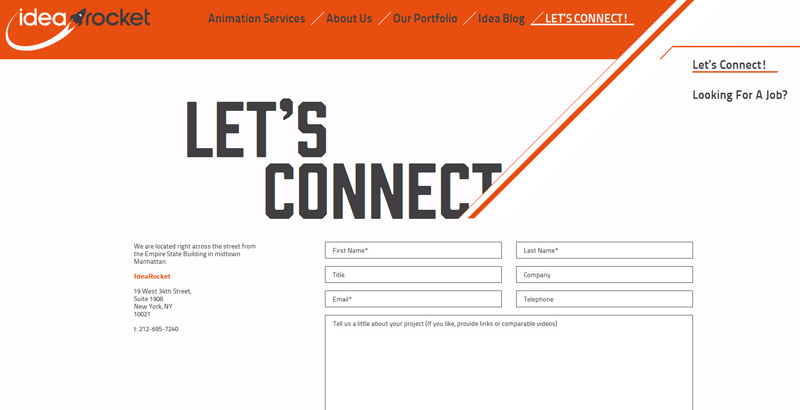 idea rocket
Animation Services
About Us
Our Portfolio
Idea Blog
LET'S CONNECT!
Let's Connect!
Looking For A Job?
LET'S
CONNECT
We are located right across the street from
the Empire State Building in midtown
Manhattan.
IdeaRocket
19 West 34th Street,
Suite 1908
New York, NY
10021
t: 212-695-7240
First Name*
Last Name*
Title
Company
Email*
Telephone
Tell us a little about your project (If you like, provide links or comparable videos)